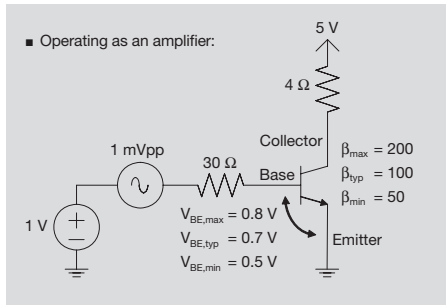 ■ Operating as an amplifier:
5 V
4 Ω
1 mVpp
Collector
β_max = 200
30 Ω
Base
β_typ = 100
β_min = 50
1 V
V_BE,max = 0.8 V
V_BE,typ = 0.7 V
Emitter
V_BE,min = 0.5 V